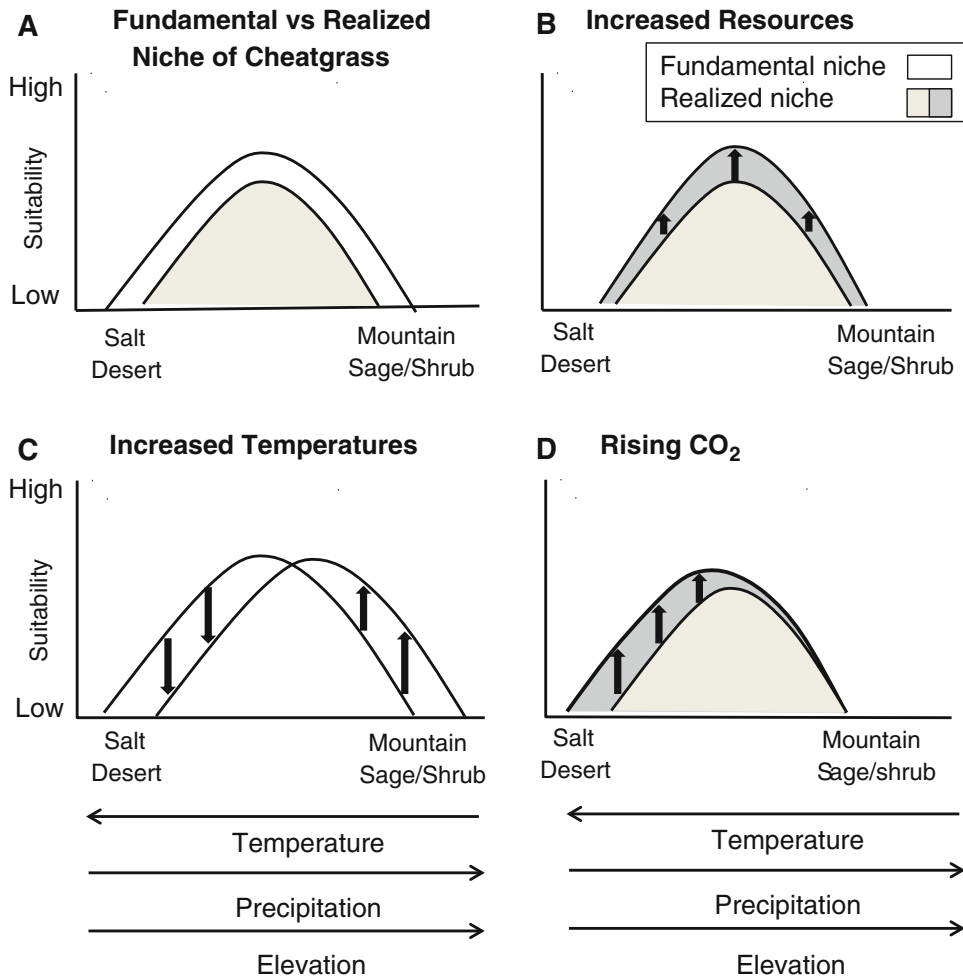 A
Fundamental vs Realized
Niche of Cheatgrass
High
Suitability
Low
Salt
Desert
Mountain
Sage/Shrub
B
Increased Resources
Fundamental niche
Realized niche
Salt
Desert
Mountain
Sage/Shrub
C
Increased Temperatures
High
Suitability
Low
Salt
Desert
Mountain
Sage/Shrub
Temperature
Precipitation
Elevation
D
Rising CO₂
Salt
Desert
Mountain
Sage/shrub
Temperature
Precipitation
Elevation